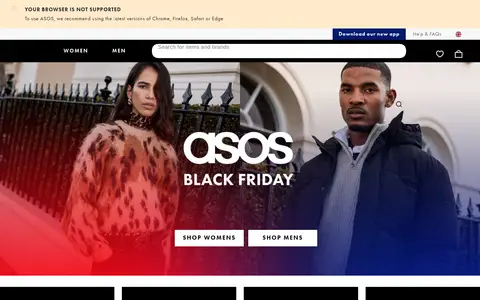 YOUR BROWSER IS NOT SUPPORTED
To use ASOS, we recommend using the latest versions of Chrome, Firefox, Safari or Edge
Download our new app
Help & FAQs
WOMEN
MEN
Search for items and brands
asos
BLACK FRIDAY
SHOP WOMENS
SHOP MENS